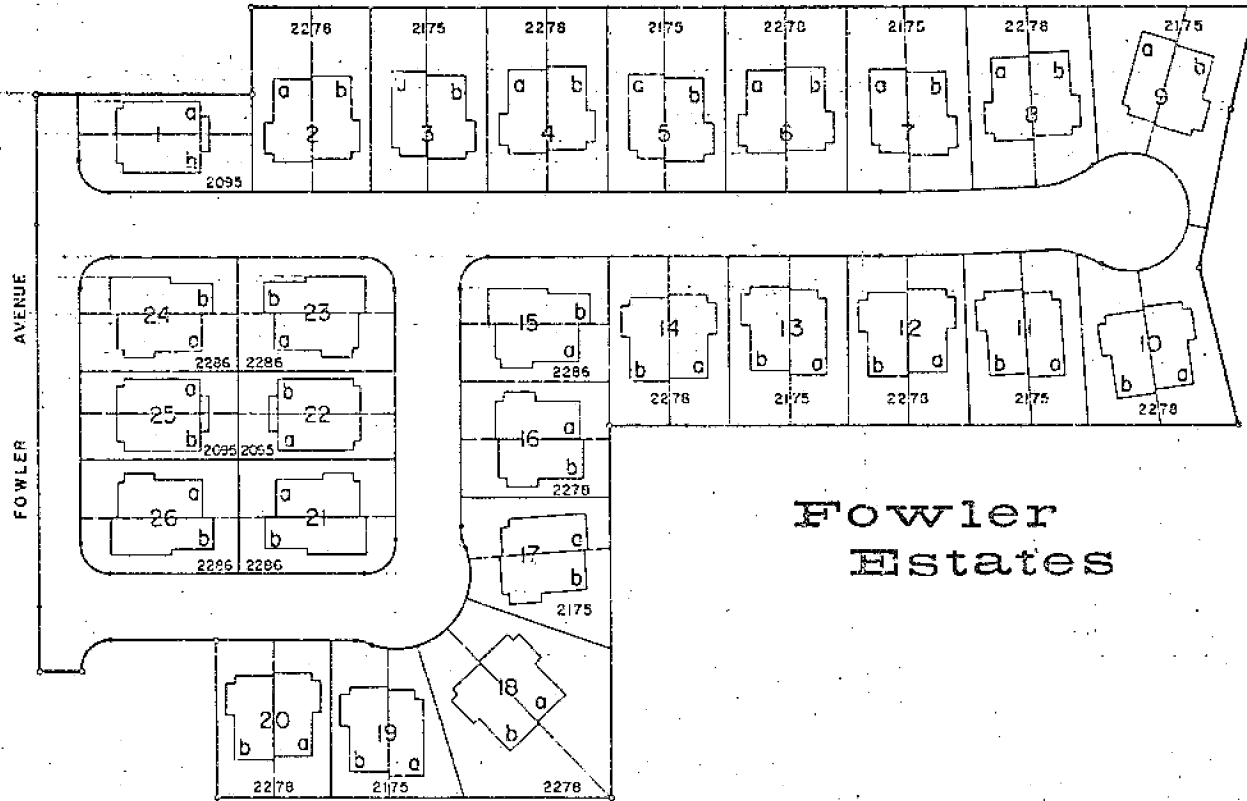 2278 2175 2278 2175 2278 2175 2278 2175
a b a b a b a b a b a b a b
1 2 3 4 5 6 7 8 9
b
2095
AVENUE
FOWLER
24 b b 23 15 b 14 13 12 11 10
a a a b a b a b a b a b a
2286 2286 2286 2278 2175 2278 2175 2278
a b
25 22 16 a
b a b
2095 2095 2278
a a 17 a
26 21 b
b b 2175
2286 2286
Fowler
Estates
18 a
b
20 19
b a b a
2278 2175 2278